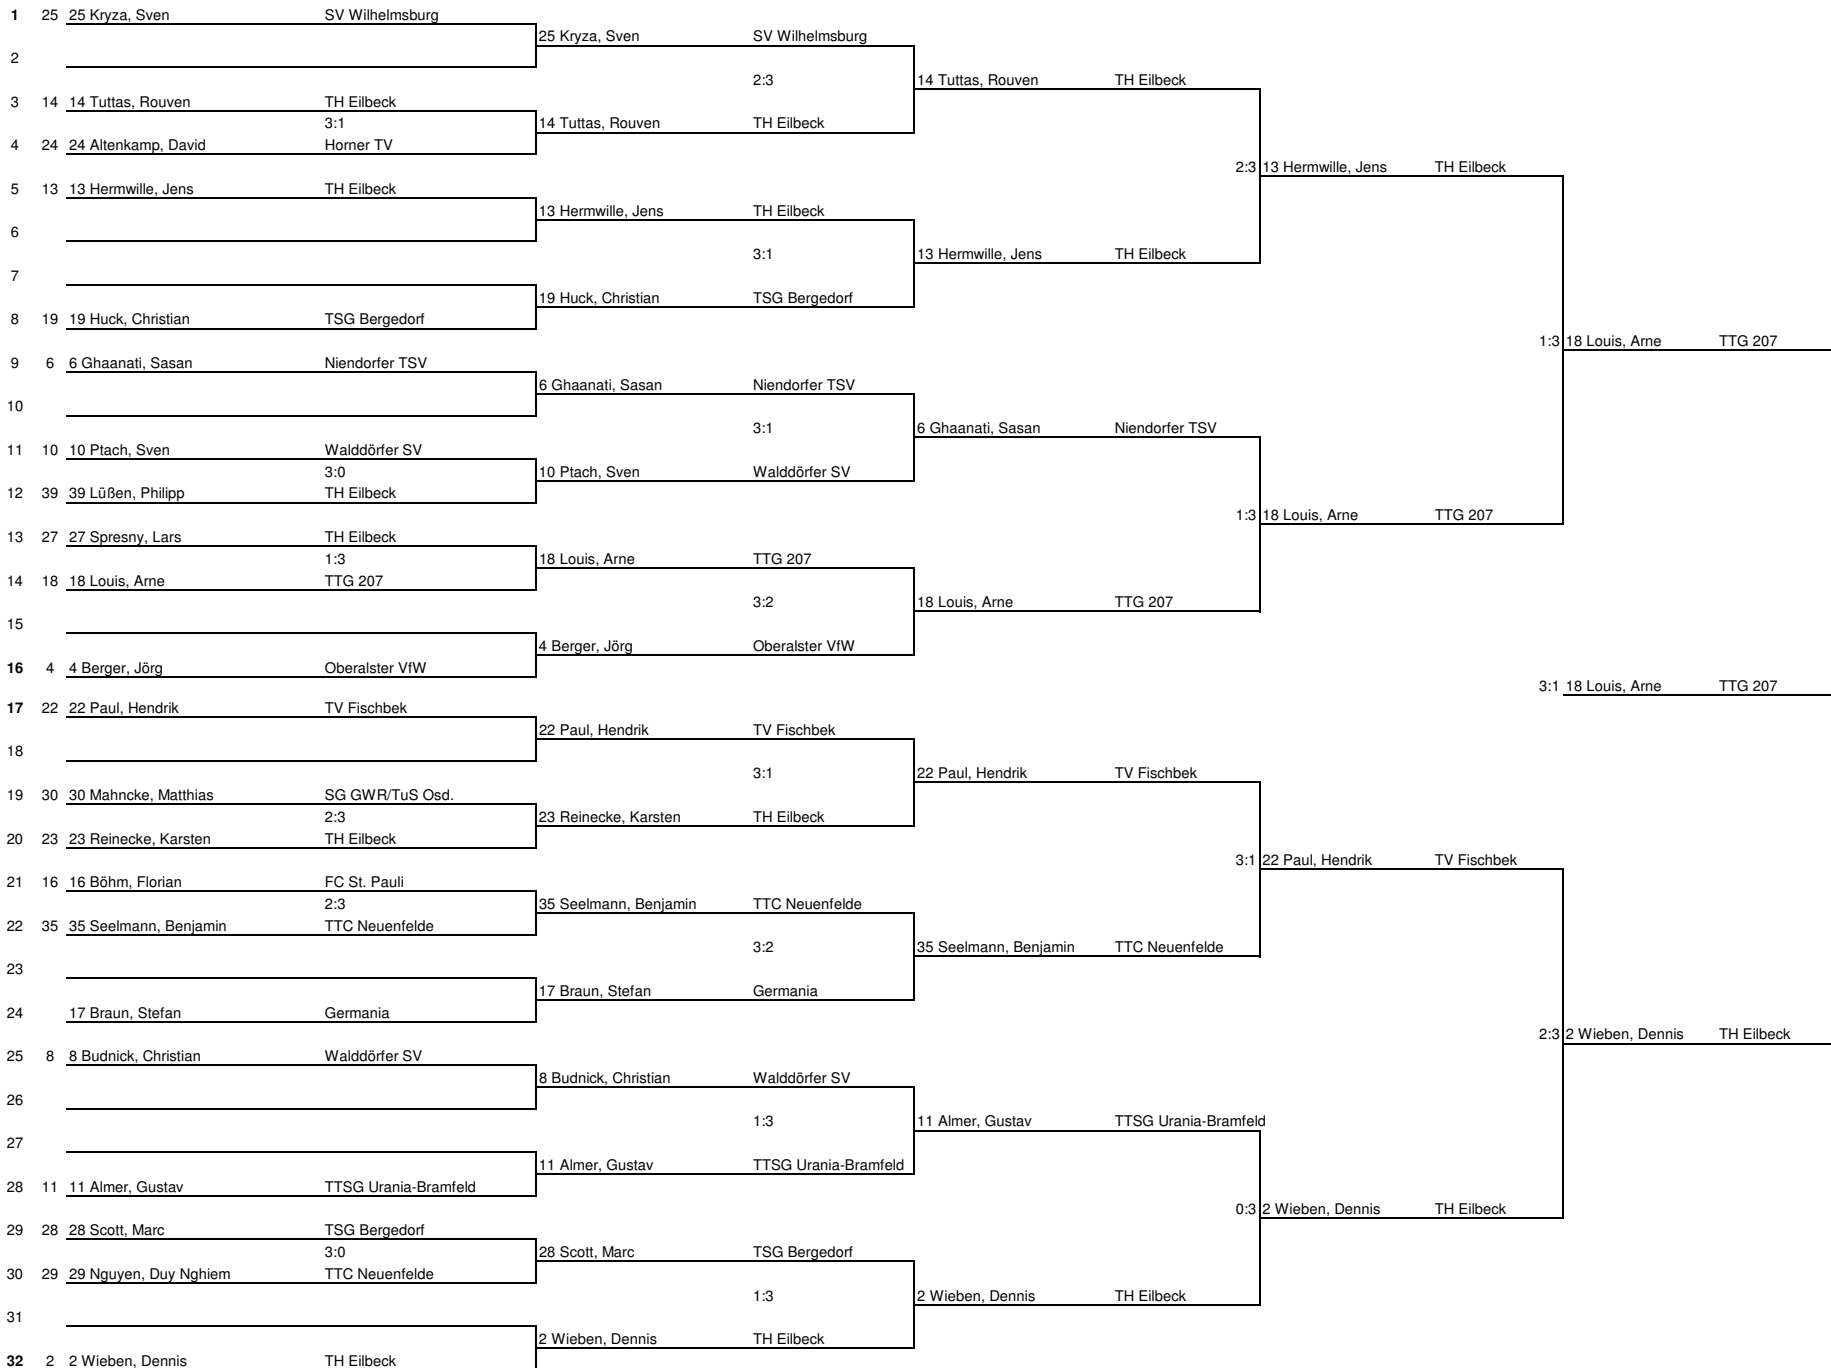 1 25 25 Kryza, Sven SV Wilhelmsburg
25 Kryza, Sven SV Wilhelmsburg
2
2:3 14 Tuttas, Rouven TH Eilbeck
3 14 14 Tuttas, Rouven TH Eilbeck
3:1 14 Tuttas, Rouven TH Eilbeck
4 24 24 Altenkamp, David Horner TV
2:3 13 Hermwille, Jens TH Eilbeck
5 13 13 Hermwille, Jens TH Eilbeck
13 Hermwille, Jens TH Eilbeck
6
3:1 13 Hermwille, Jens TH Eilbeck
7
19 Huck, Christian TSG Bergedorf
8 19 19 Huck, Christian TSG Bergedorf
1:3 18 Louis, Arne TTG 207
9 6 6 Ghaanati, Sasan Niendorfer TSV
6 Ghaanati, Sasan Niendorfer TSV
10
3:1 6 Ghaanati, Sasan Niendorfer TSV
11 10 10 Ptach, Sven Walddörfer SV
3:0 10 Ptach, Sven Walddörfer SV
12 39 39 Lüßen, Philipp TH Eilbeck
1:3 18 Louis, Arne TTG 207
13 27 27 Spresny, Lars TH Eilbeck
1:3 18 Louis, Arne TTG 207
14 18 18 Louis, Arne TTG 207
3:2 18 Louis, Arne TTG 207
15
4 Berger, Jörg Oberalster VfW
16 4 4 Berger, Jörg Oberalster VfW
3:1 18 Louis, Arne TTG 207
17 22 22 Paul, Hendrik TV Fischbek
22 Paul, Hendrik TV Fischbek
18
3:1 22 Paul, Hendrik TV Fischbek
19 30 30 Mahncke, Matthias SG GWR/TuS Osd.
2:3 23 Reinecke, Karsten TH Eilbeck
20 23 23 Reinecke, Karsten TH Eilbeck
3:1 22 Paul, Hendrik TV Fischbek
21 16 16 Böhm, Florian FC St. Pauli
2:3 35 Seelmann, Benjamin TTC Neuenfelde
22 35 35 Seelmann, Benjamin TTC Neuenfelde
3:2 35 Seelmann, Benjamin TTC Neuenfelde
23
17 Braun, Stefan Germania
24 17 Braun, Stefan Germania
2:3 2 Wieben, Dennis TH Eilbeck
25 8 8 Budnick, Christian Walddörfer SV
8 Budnick, Christian Walddörfer SV
26
1:3 11 Almer, Gustav TTSG Urania-Bramfeld
27
11 Almer, Gustav TTSG Urania-Bramfeld
28 11 11 Almer, Gustav TTSG Urania-Bramfeld
0:3 2 Wieben, Dennis TH Eilbeck
29 28 28 Scott, Marc TSG Bergedorf
3:0 28 Scott, Marc TSG Bergedorf
30 29 29 Nguyen, Duy Nghiem TTC Neuenfelde
1:3 2 Wieben, Dennis TH Eilbeck
31
2 Wieben, Dennis TH Eilbeck
32 2 2 Wieben, Dennis TH Eilbeck